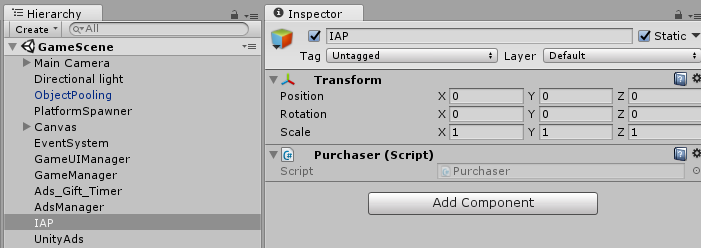 Hierarchy
Create
All
GameScene
Main Camera
Directional light
ObjectPooling
PlatformSpawner
Canvas
EventSystem
GameUIManager
GameManager
Ads_Gift_Timer
AdsManager
IAP
UnityAds
Inspector
IAP Static
Tag Untagged Layer Default
Transform
Position X 0 Y 0 Z 0
Rotation X 0 Y 0 Z 0
Scale X 1 Y 1 Z 1
Purchaser (Script)
Script Purchaser
Add Component